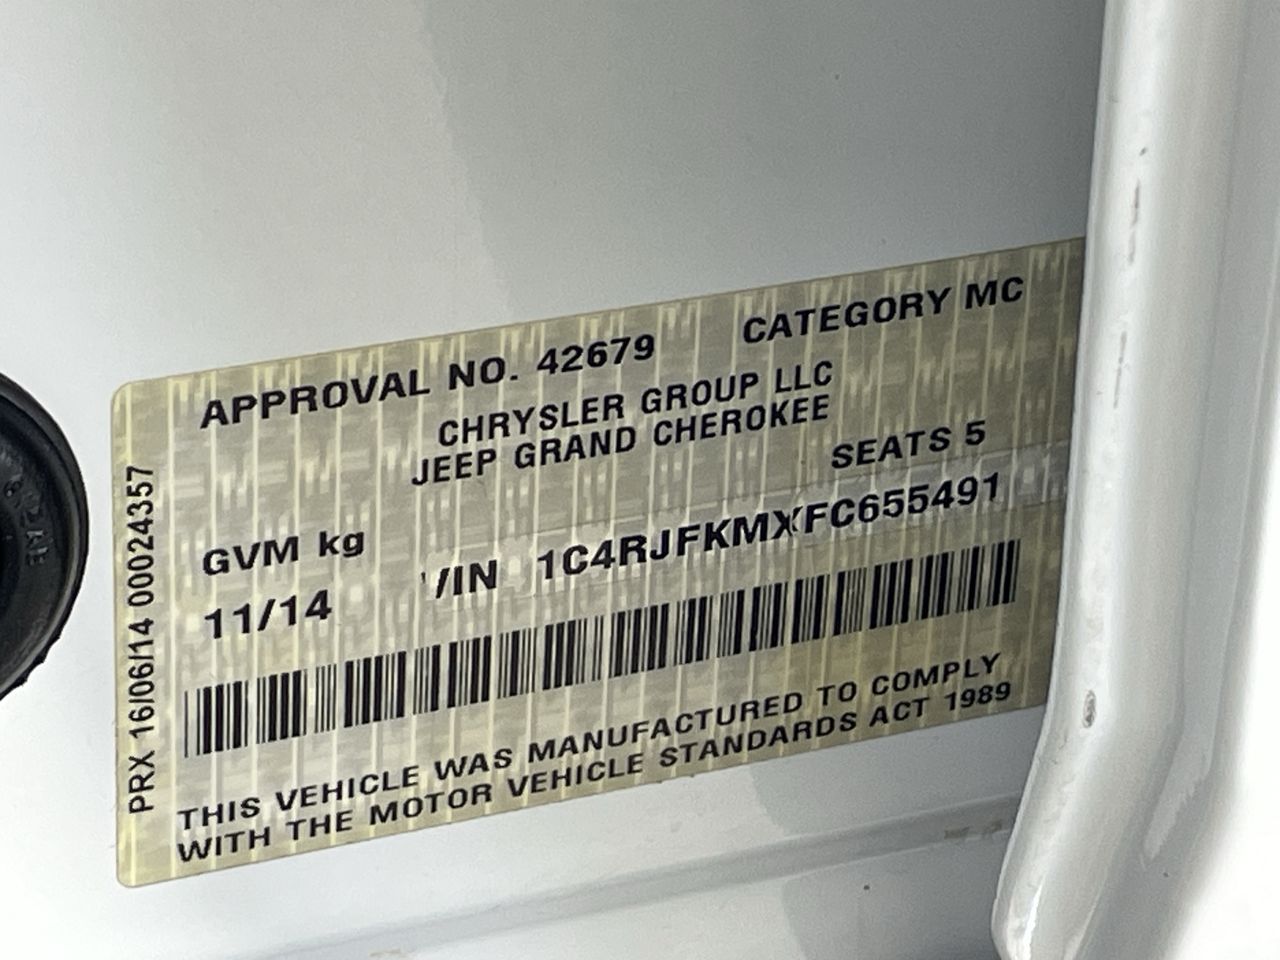 APPROVAL NO. 42679 CATEGORY MC
CHRYSLER GROUP LLC
JEEP GRAND CHEROKEE
SEATS 5
GVM kg
11/14 VIN 1C4RJFKMXFC655491
THIS VEHICLE WAS MANUFACTURED TO COMPLY
WITH THE MOTOR VEHICLE STANDARDS ACT 1989
PRX 16/06/14 00024357